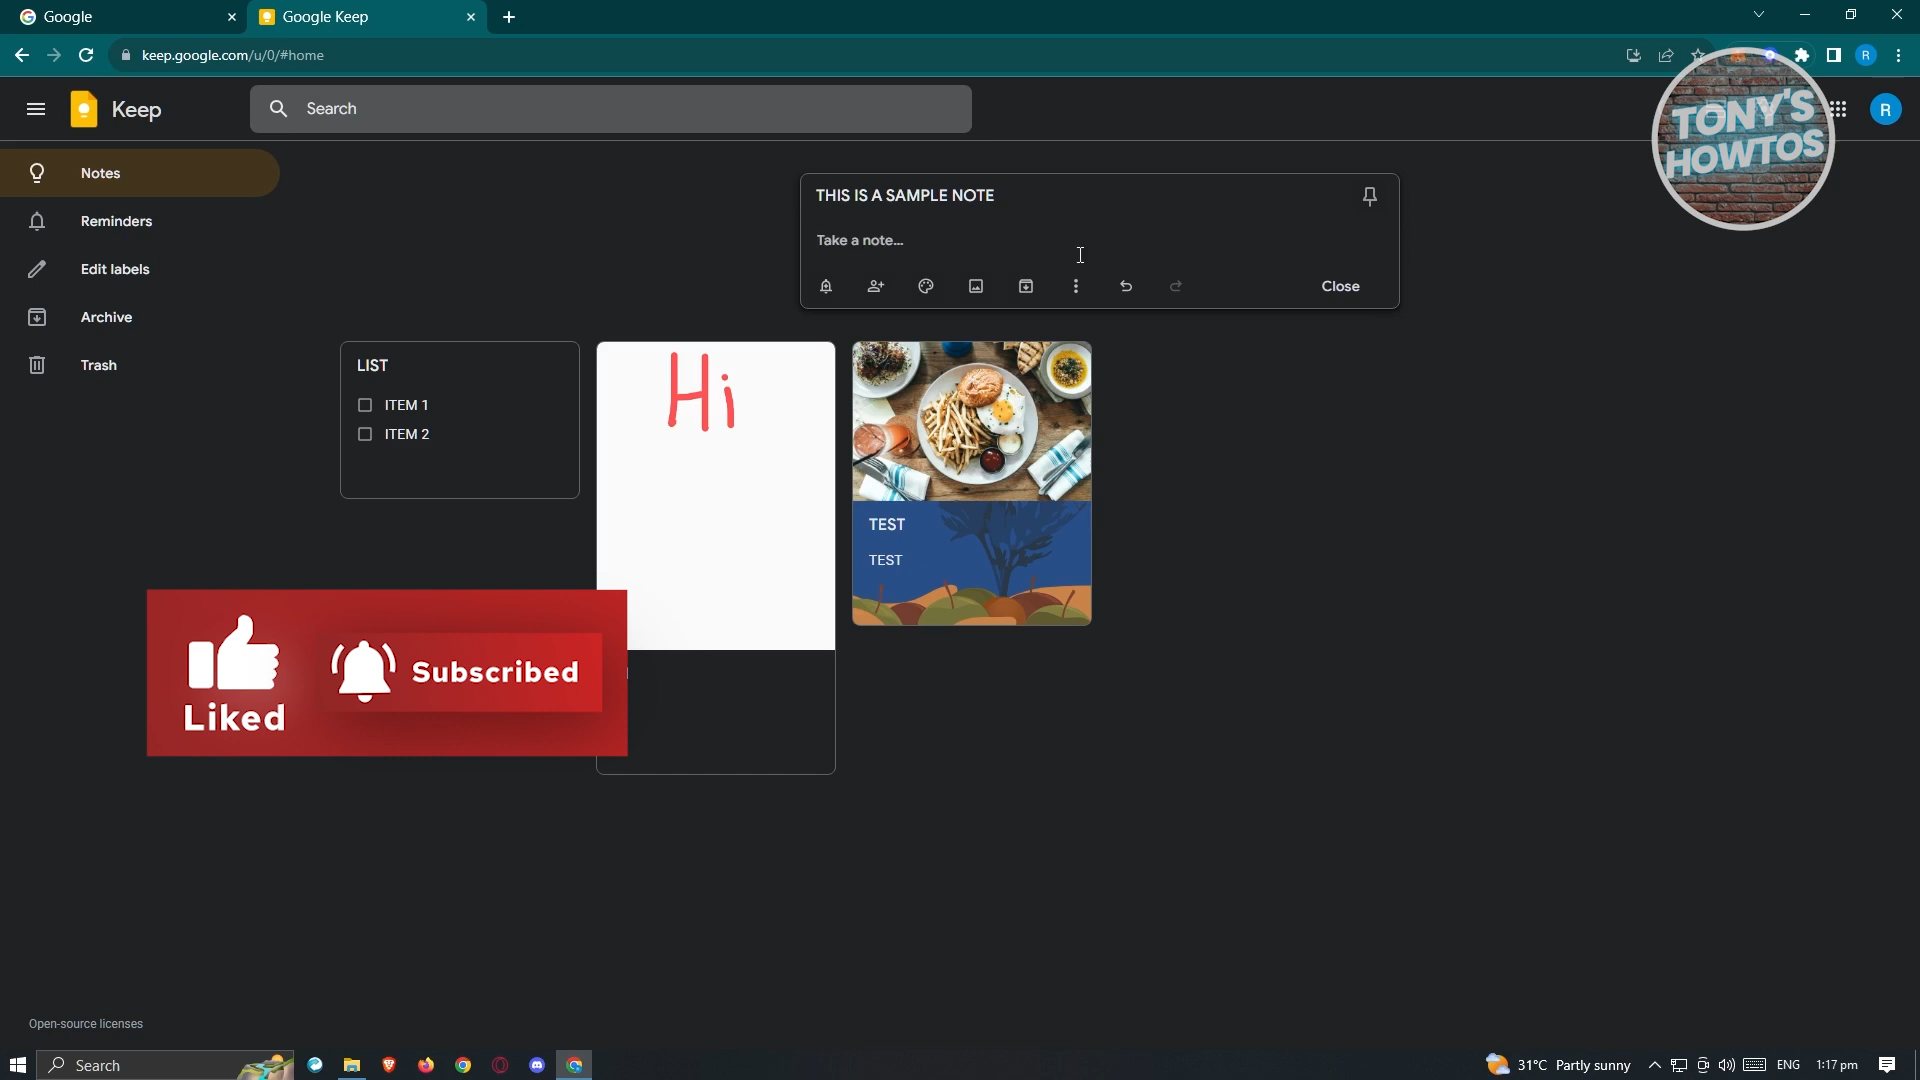 Google
Google Keep
keep.google.com/u/0/#home
Keep
Search
TONY'S
HOWTOS
R
R
Notes
Reminders
Edit labels
Archive
Trash
THIS IS A SAMPLE NOTE
Take a note...
Close
LIST
ITEM 1
ITEM 2
Hi
TEST
TEST
Liked
Subscribed
Open-source licenses
Search
31°C Partly sunny
ENG
1:17 pm